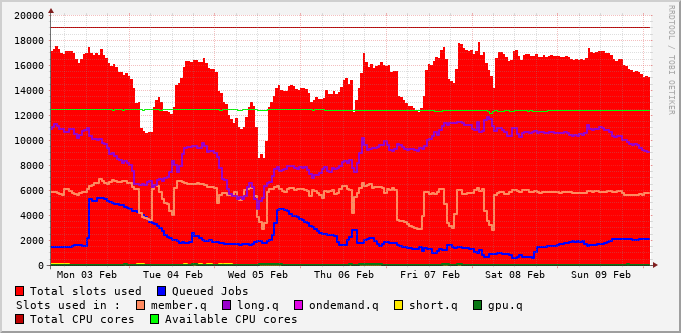 20000
18000
16000
14000
12000
10000
8000
6000
4000
2000
0
Mon 03 Feb Tue 04 Feb Wed 05 Feb Thu 06 Feb Fri 07 Feb Sat 08 Feb Sun 09 Feb
Total slots used Queued Jobs
Slots used in : member.q long.q ondemand.q short.q gpu.q
Total CPU cores Available CPU cores
RRDTOOL / TOBI OETIKER